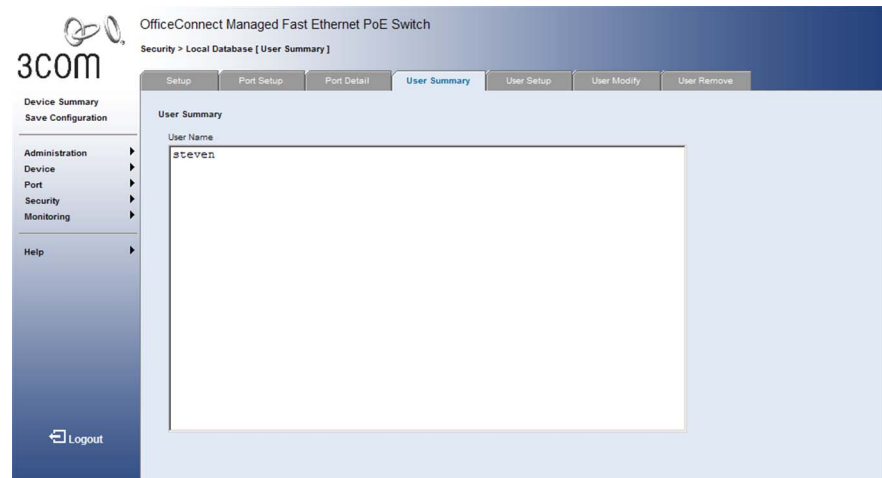 OfficeConnect Managed Fast Ethernet PoE Switch
Security > Local Database [ User Summary ]
3COM
Setup Port Setup Port Detail User Summary User Setup User Modify User Remove
Device Summary
Save Configuration
Administration
Device
Port
Security
Monitoring
Help
Logout
User Summary
User Name
steven